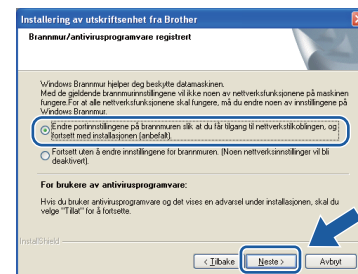 Installering av utskriftsenhet fra Brother
Brannmur/antivirusprogramvare registrert
Windows Brannmur hjelper deg beskytte datamaskinen.
Med de gjeldende brannmurinnstillingene vil ikke noen av nettverksfunksjonene på maskinen
fungere.For at alle nettverksfunksjonene skal fungere, må du endre noen av innstillingene på
Windows Brannmur.
Endre portinnstillingene på brannmuren slik at du får tilgang til nettverkstilkoblingen, og
fortsett med installasjonen (anbefalt).
Fortsett uten å endre innstillingene for brannmuren. (Noen nettverksinnstillinger vil bli
deaktivert).
For brukere av antivirusprogramvare:
Hvis du bruker antivirusprogramvare og det vises en advarsel under installasjonen, skal du
velge "Tillat" for å fortsette.
InstallShield
< Tilbake Neste > Avbryt